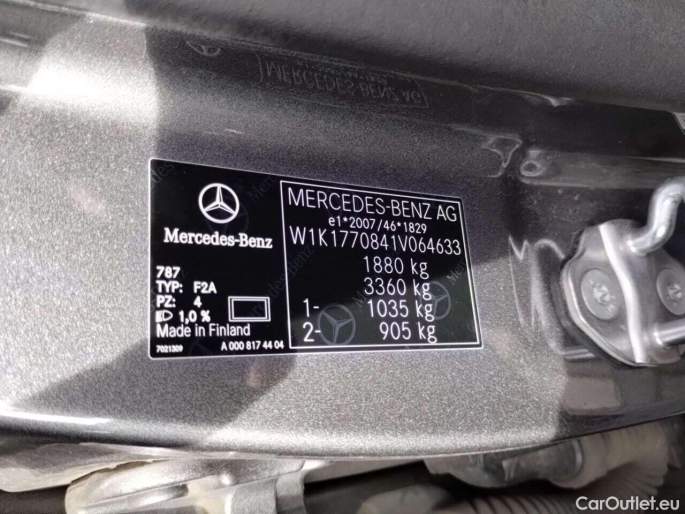 MERCEDES-BENZ AG
Mercedes-Benz
787
TYP: F2A
PZ: 4
1,0 %
Made in Finland
7021309 A 000 817 44 04
MERCEDES-BENZ AG
e1*2007/46*1829
W1K1770841V064633
1880 kg
3360 kg
1- 1035 kg
2- 905 kg
CarOutlet.eu